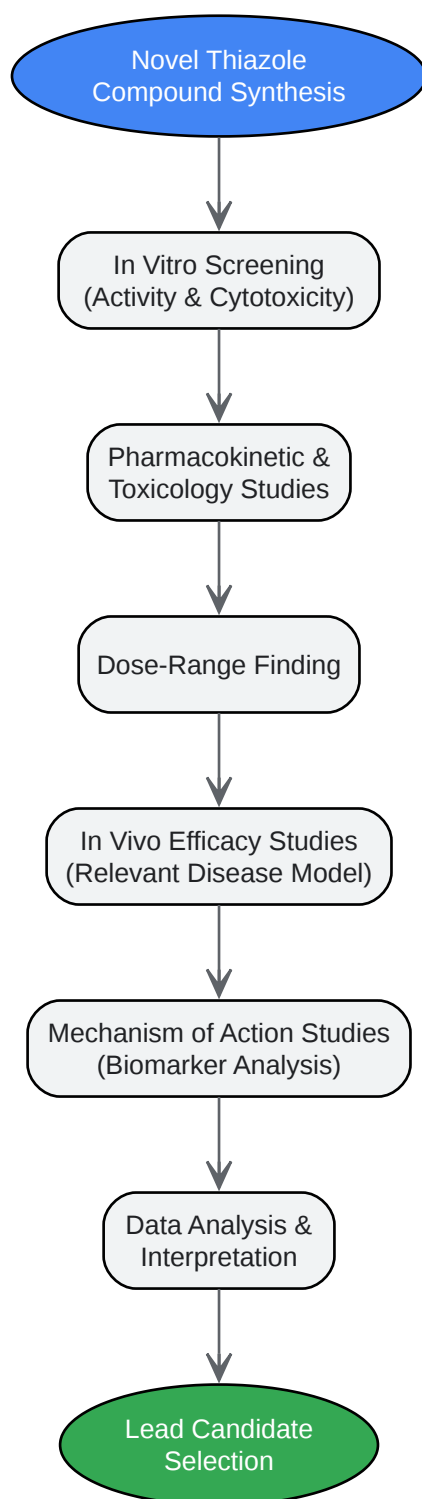 Novel Thiazole
Compound Synthesis
In Vitro Screening
(Activity & Cytotoxicity)
Pharmacokinetic &
Toxicology Studies
Dose-Range Finding
In Vivo Efficacy Studies
(Relevant Disease Model)
Mechanism of Action Studies
(Biomarker Analysis)
Data Analysis &
Interpretation
Lead Candidate
Selection